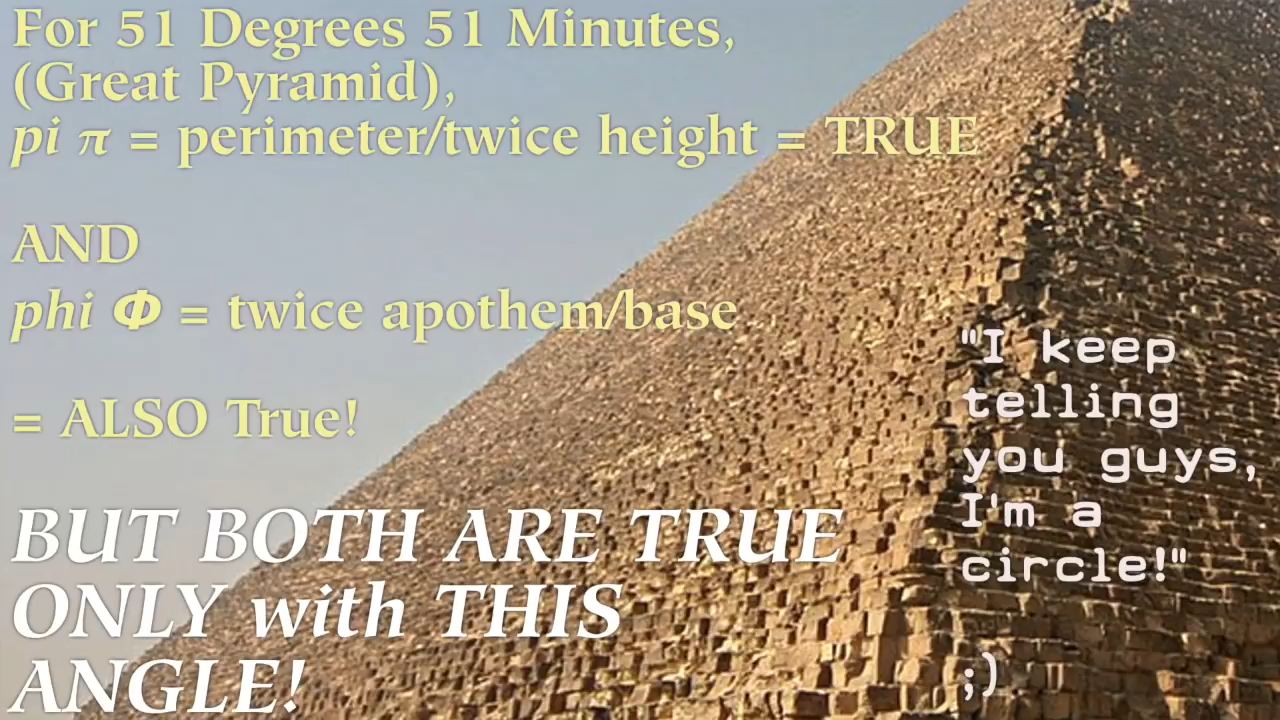 For 51 Degrees 51 Minutes,
(Great Pyramid),
pi π = perimeter/twice height = TRUE
AND
phi Φ = twice apothem/base
= ALSO True!
BUT BOTH ARE TRUE
ONLY with THIS
ANGLE!
"I keep
telling
you guys,
I'm a
circle!"
;)